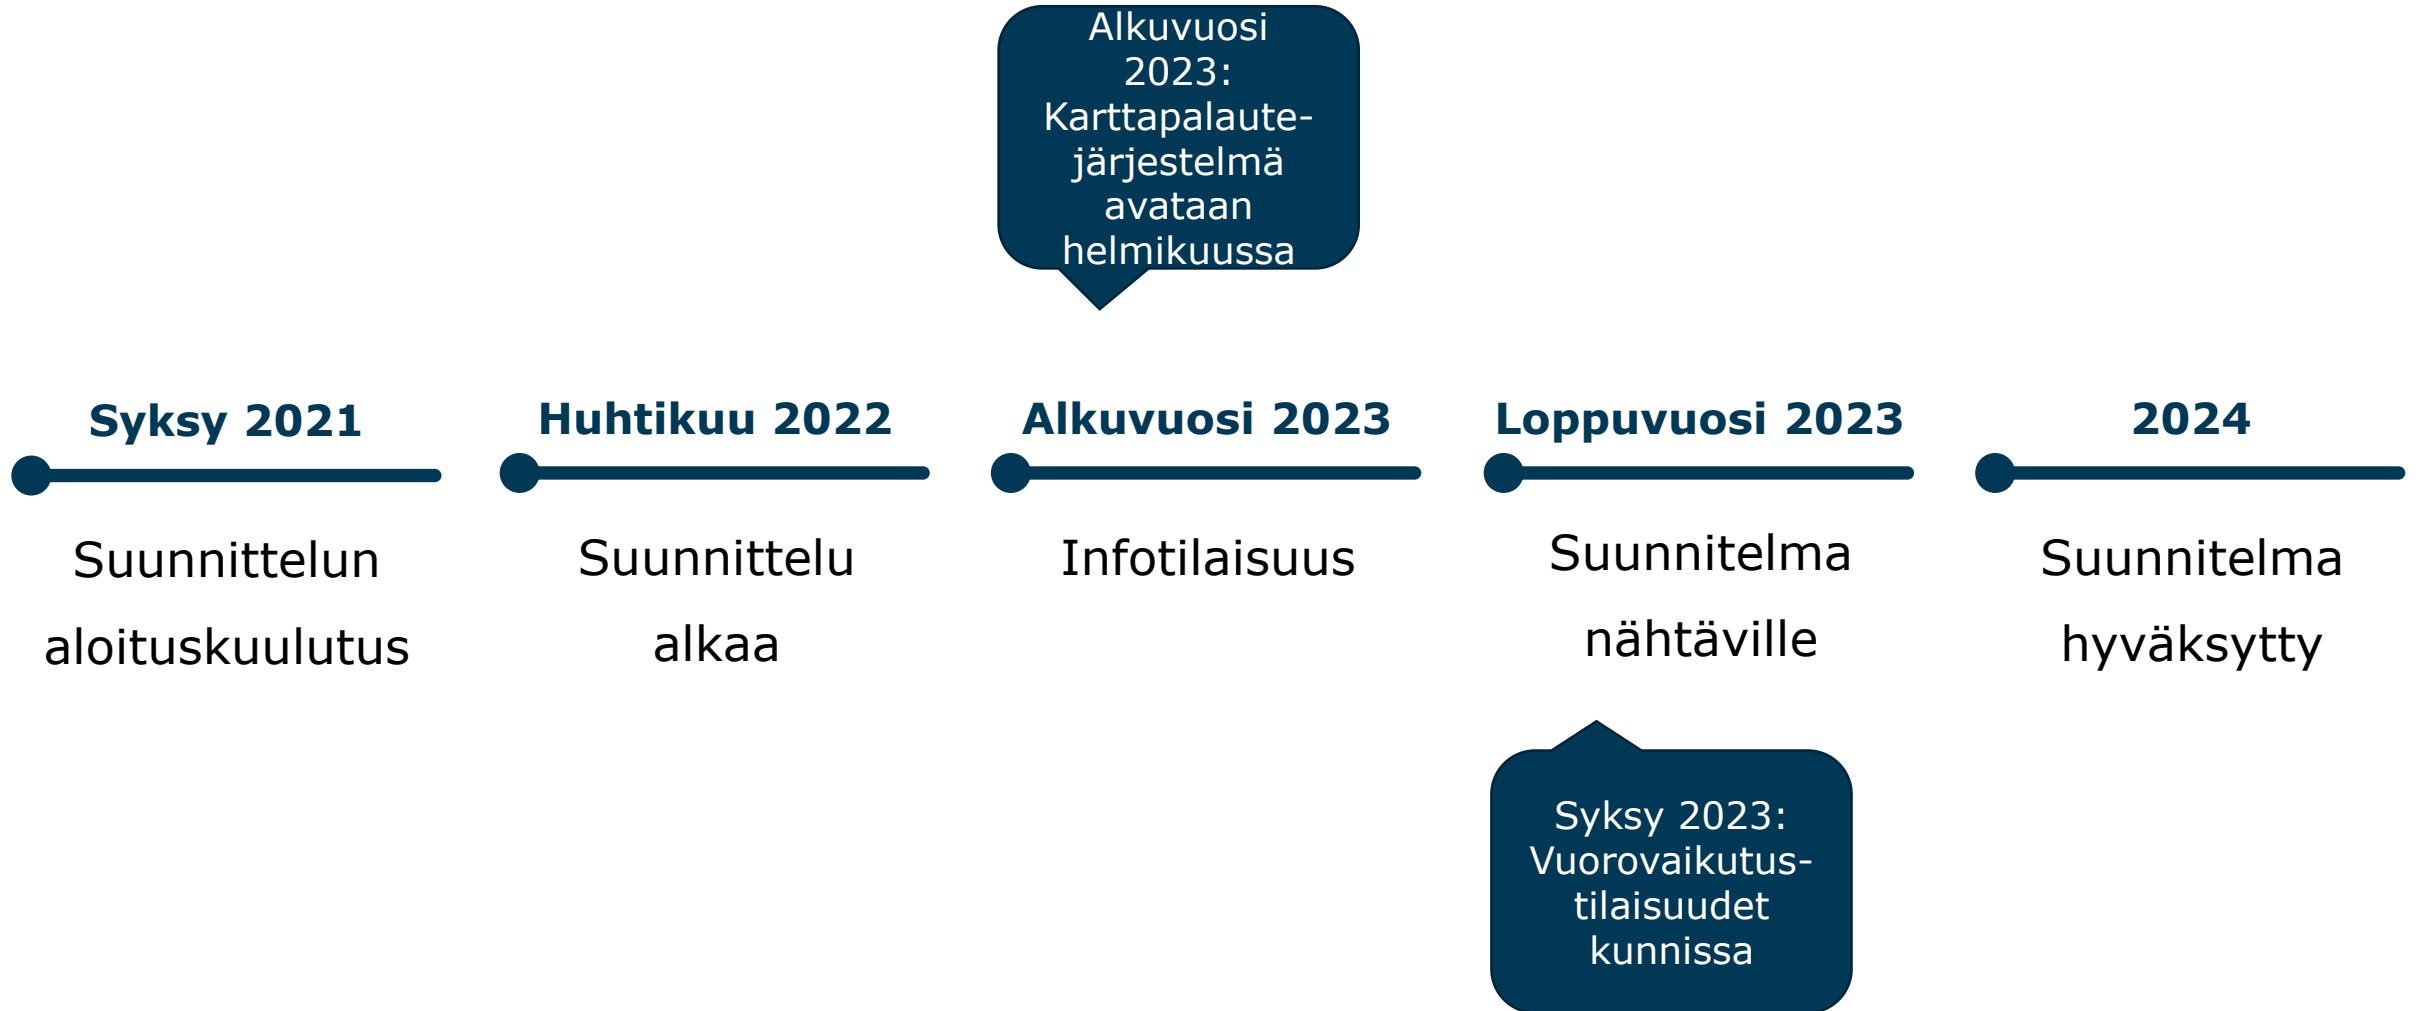 Alkuvuosi
2023:
Karttapalaute-
järjestelmä
avataan
helmikuussa
Syksy 2021
Suunnittelun
aloituskuulutus
Huhtikuu 2022
Suunnittelu
alkaa
Alkuvuosi 2023
Infotilaisuus
Loppuvuosi 2023
Suunnitelma
nähtäville
2024
Suunnitelma
hyväksytty
Syksy 2023:
Vuorovaikutus-
tilaisuudet
kunnissa